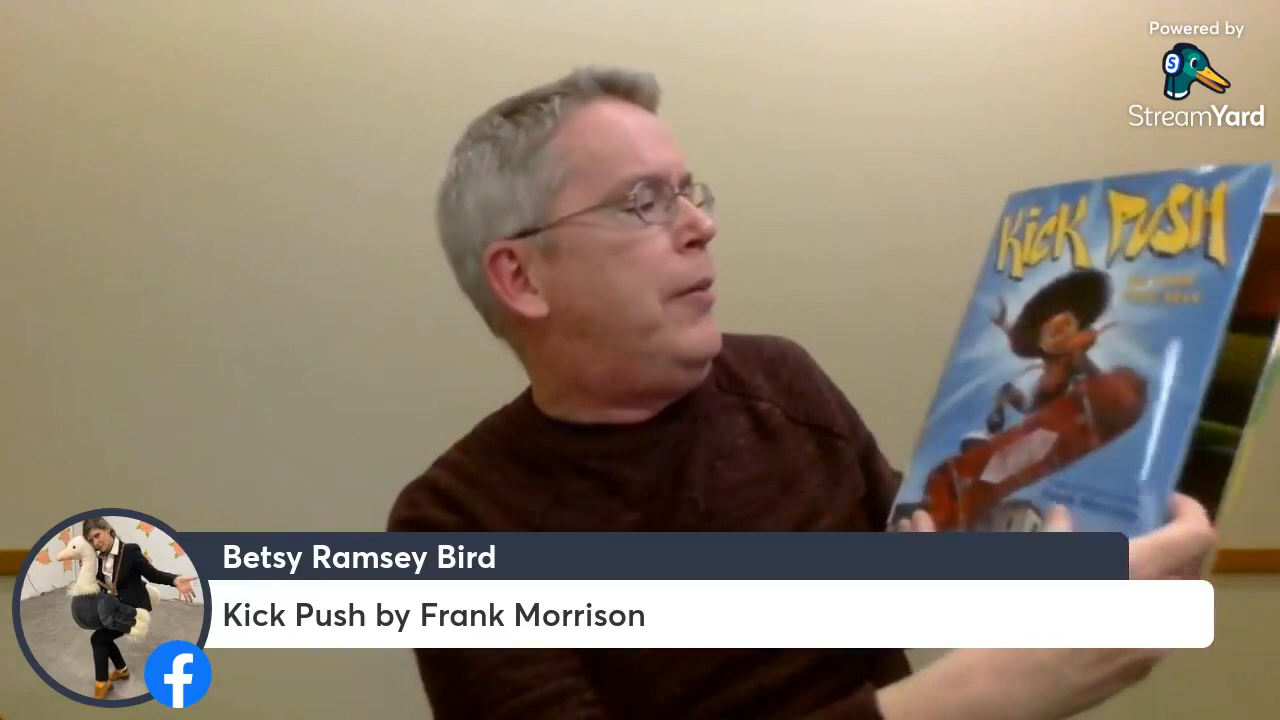 Powered by
S
StreamYard
KICK PUSH
Betsy Ramsey Bird
Kick Push by Frank Morrison